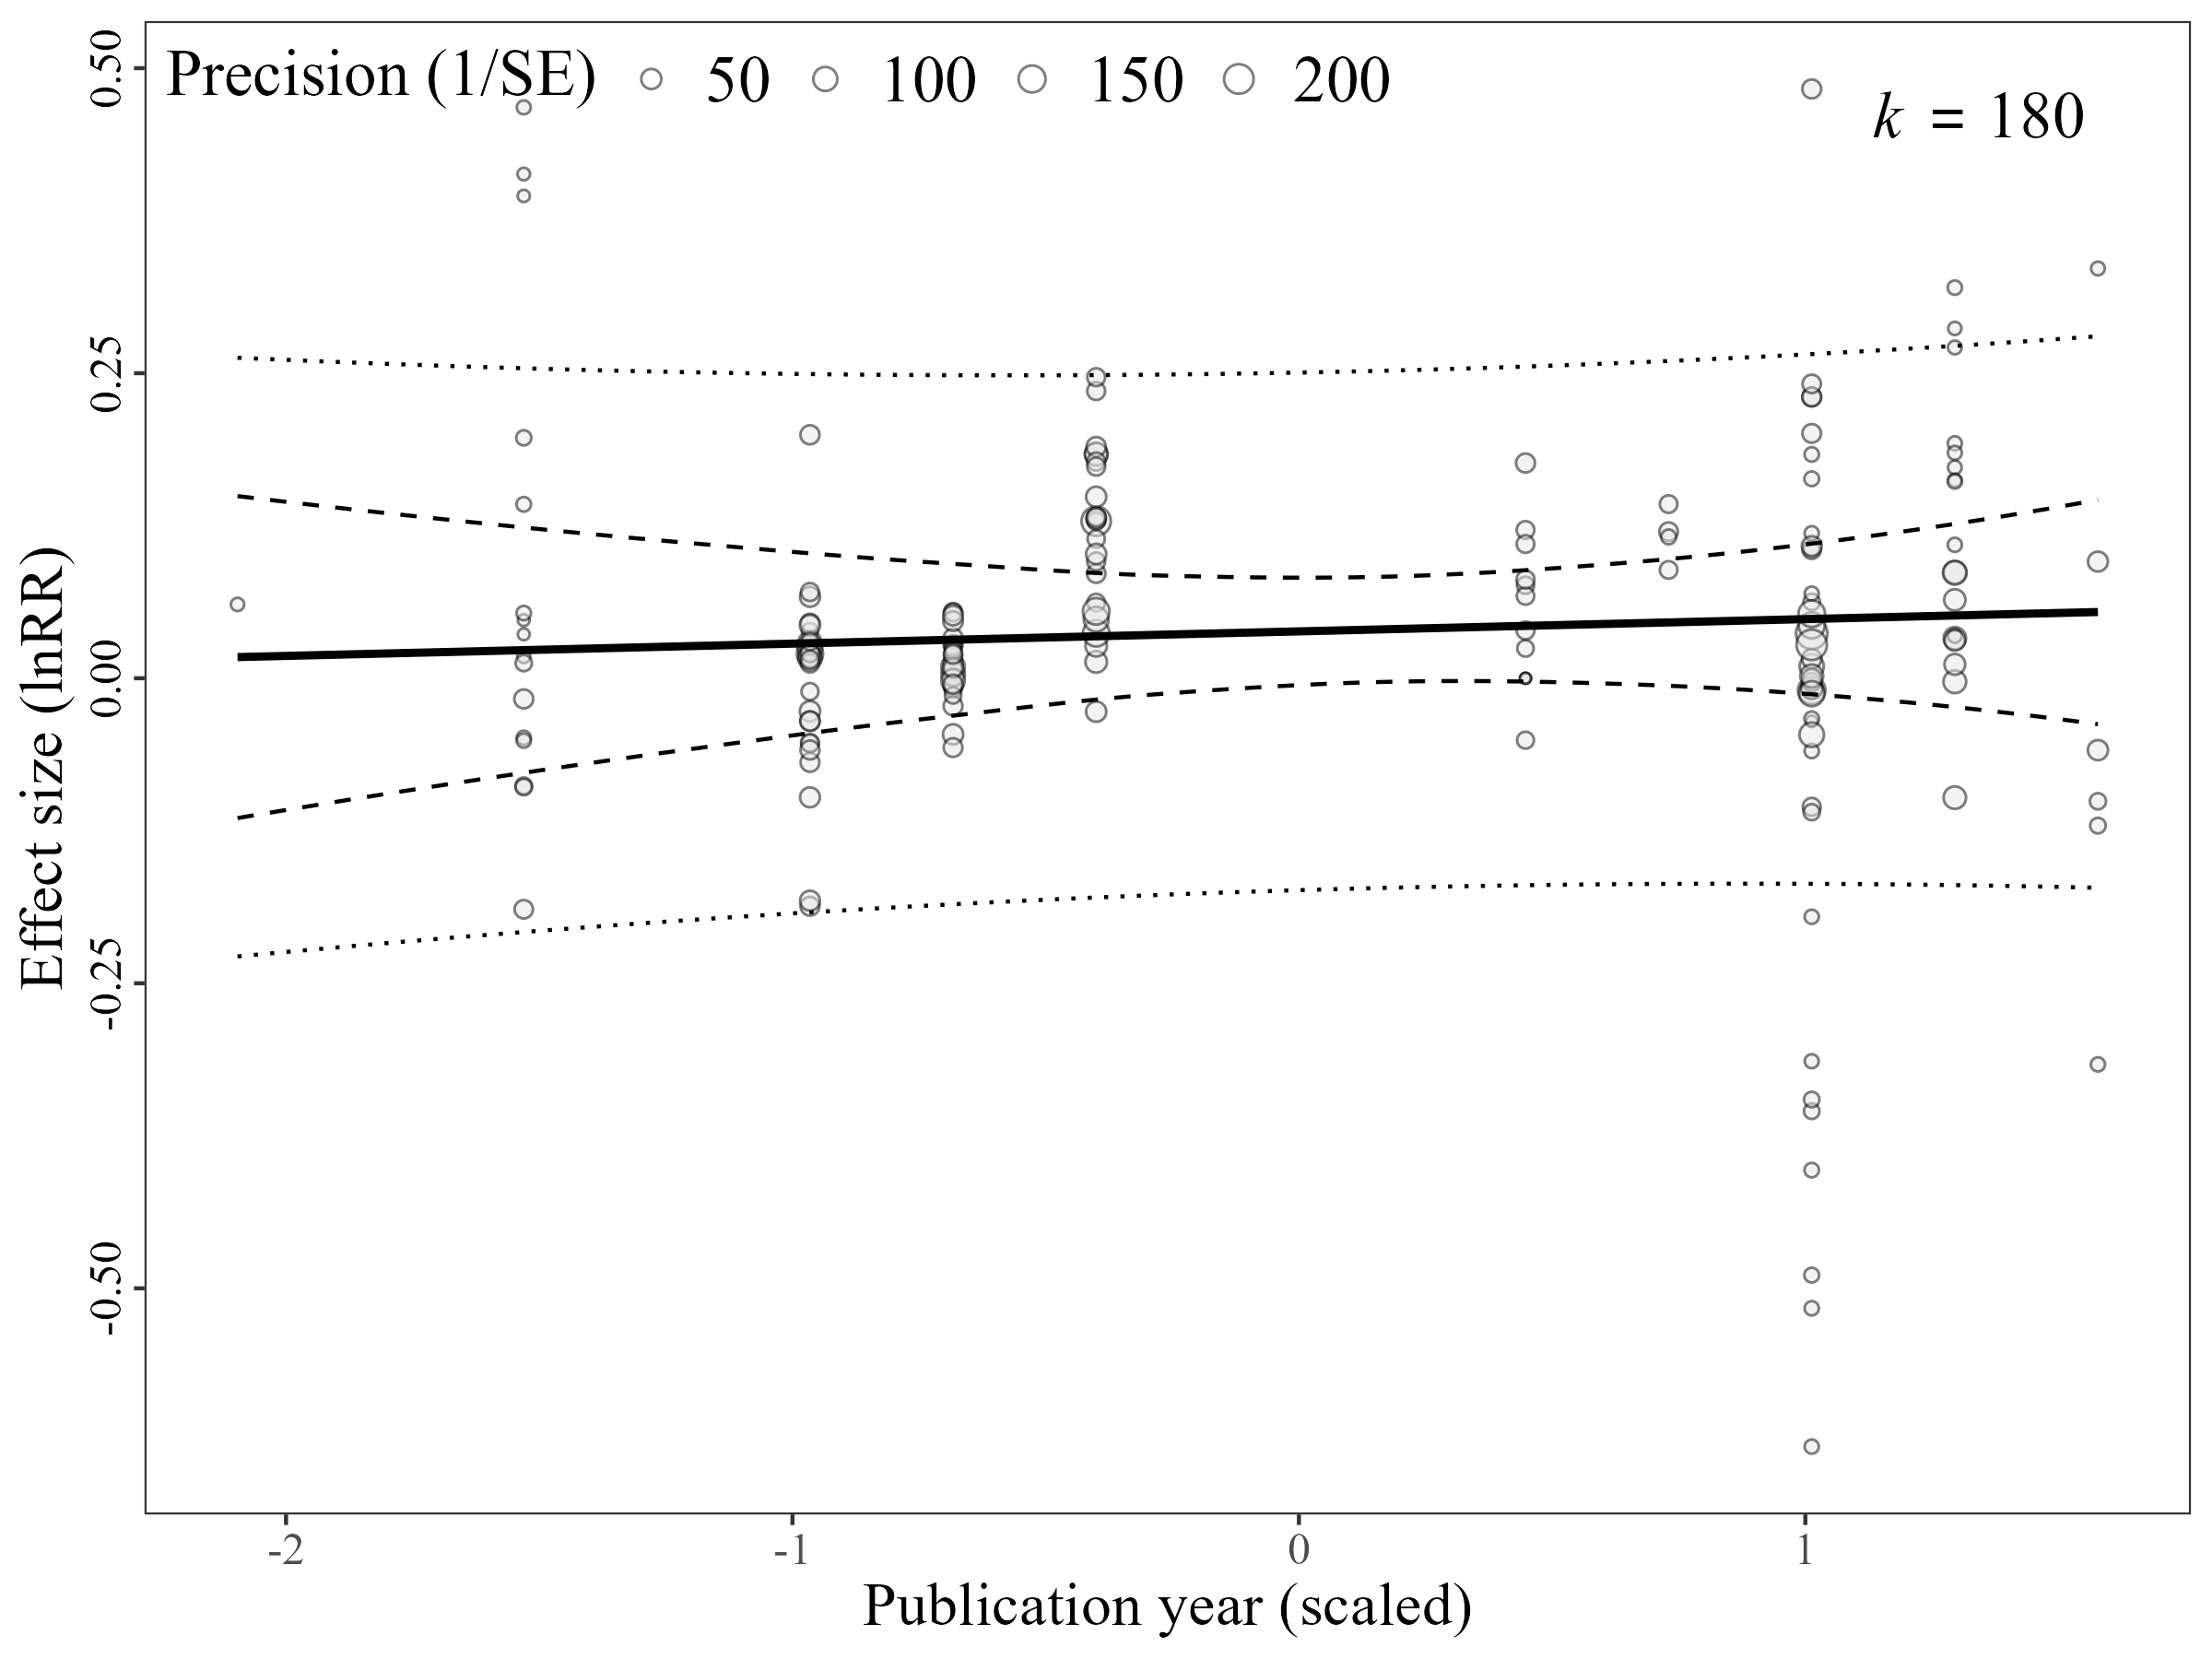 Precision (1/SE) 50 100 150 200
k = 180
Effect size (lnRR)
0.50
0.25
0.00
-0.25
-0.50
-2 -1 0 1
Publication year (scaled)